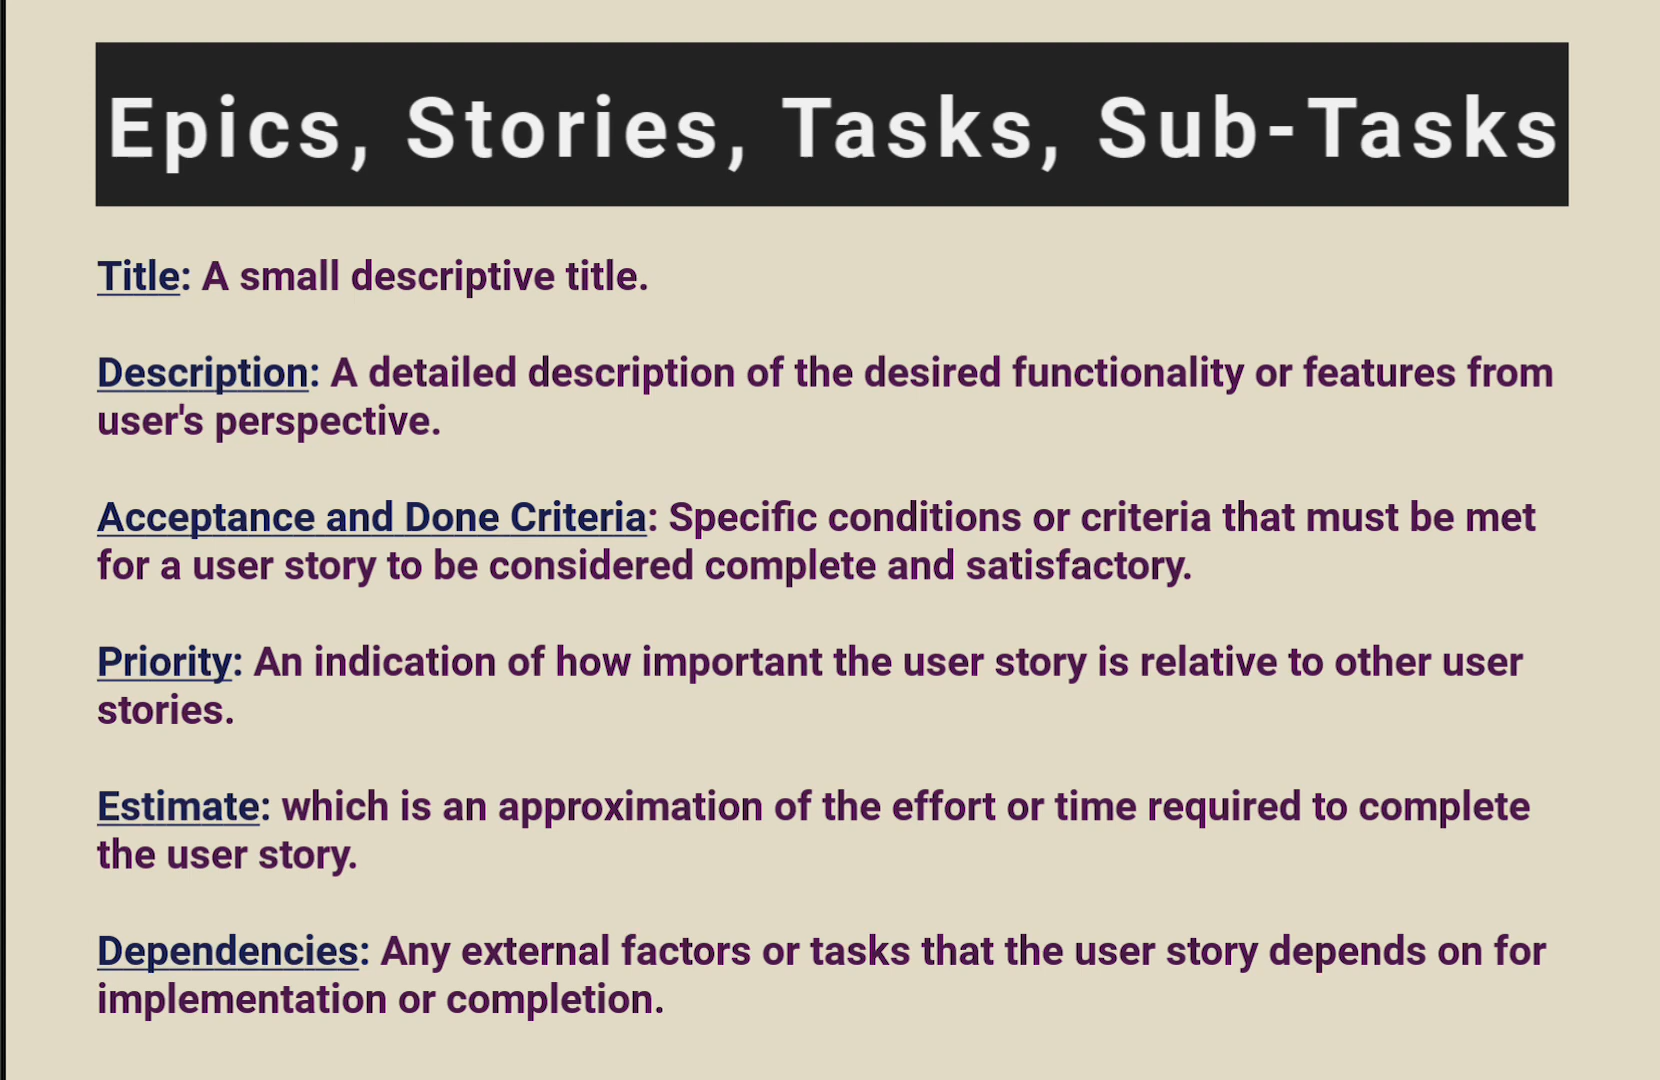 Epics, Stories, Tasks, Sub-Tasks
Title: A small descriptive title.
Description: A detailed description of the desired functionality or features from
user's perspective.
Acceptance and Done Criteria: Specific conditions or criteria that must be met
for a user story to be considered complete and satisfactory.
Priority: An indication of how important the user story is relative to other user
stories.
Estimate: which is an approximation of the effort or time required to complete
the user story.
Dependencies: Any external factors or tasks that the user story depends on for
implementation or completion.